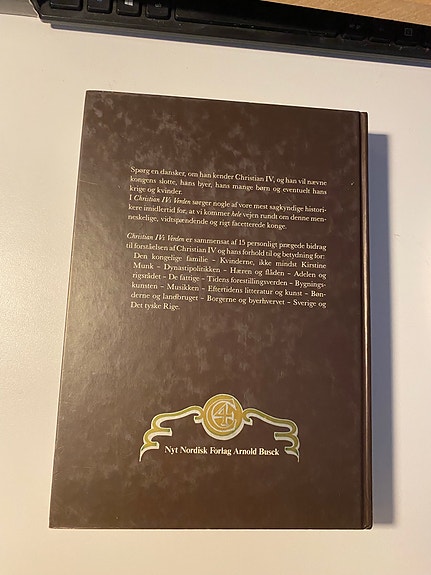 Spørg en dansker, om han kender Christian IV, og han vil nævne
kongens slotte, hans byer, hans mange børn og eventuelt hans
krige og kvinder.
I Christian IVs Verden sørger nogle af vore mest sagkyndige histori-
kere imidlertid for, at vi kommer hele vejen rundt om denne men-
neskelige, vidtspændende og rigt facetterede konge.
Christian IVs Verden er sammensat af 15 personligt prægede bidrag
til forståelsen af Christian IV og hans forhold til og betydning for:
Den kongelige familie – Kvinderne, ikke mindst Kirstine
Munk – Dynastipolitikken – Hæren og flåden – Adelen og
rigsrådet – De fattige – Tidens forestillingsverden – Bygnings-
kunsten – Musikken – Eftertidens litteratur og kunst – Bøn-
derne og landbruget – Borgerne og byerhvervet – Sverige og
Det tyske Rige.
C4
Nyt Nordisk Forlag Arnold Busck